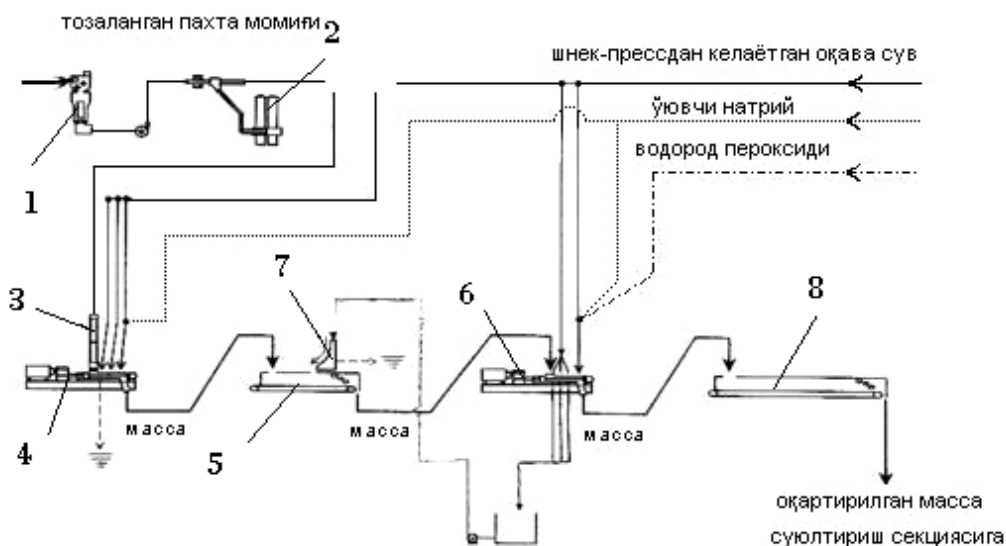 тозаланган пахта момиғи
2
шнек-прессдан келаётган оқава сув
ўювчи натрий
водород пероксиди
1
3
7
6
8
4
масса
5
масса
масса
оқартирилган масса
суюлтириш секциясига